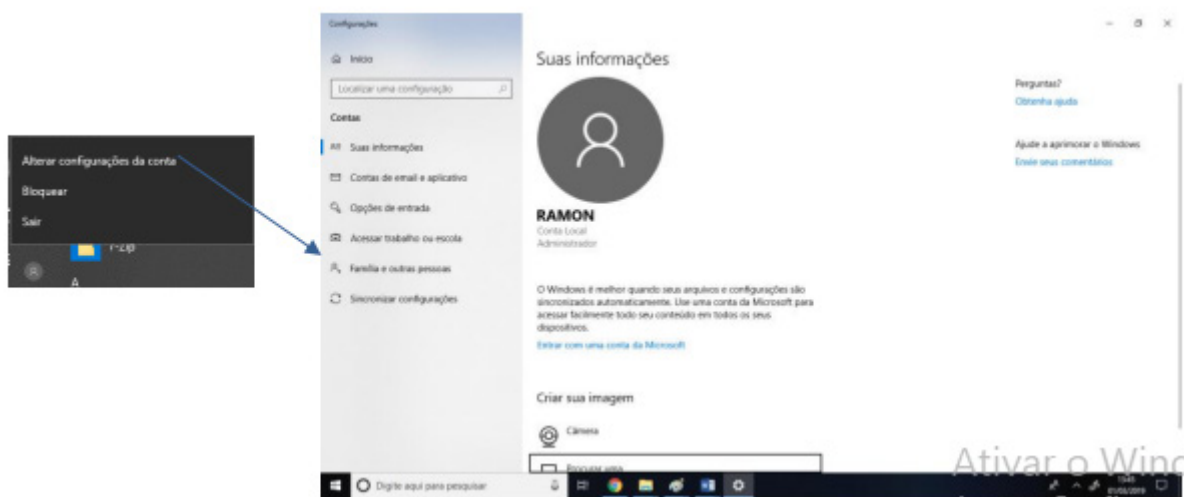 Alterar configurações da conta
Bloquear
Sair
7-Zip
A
Configurações
Início
Localizar uma configuração
Contas
Suas informações
Contas de email e aplicativo
Opções de entrada
Acessar trabalho ou escola
Família e outras pessoas
Sincronizar configurações
Suas informações
RAMON
Conta Local
Administrador
O Windows é melhor quando seus arquivos e configurações são
sincronizados automaticamente. Use uma conta da Microsoft para
acessar facilmente todo seu conteúdo em todos os seus
dispositivos.
Entrar com uma conta da Microsoft
Criar sua imagem
Câmera
Procurar uma
Perguntas?
Obtenha ajuda
Ajude a aprimorar o Windows
Envie seus comentários
Ativar o Wind
Digite aqui para pesquisar